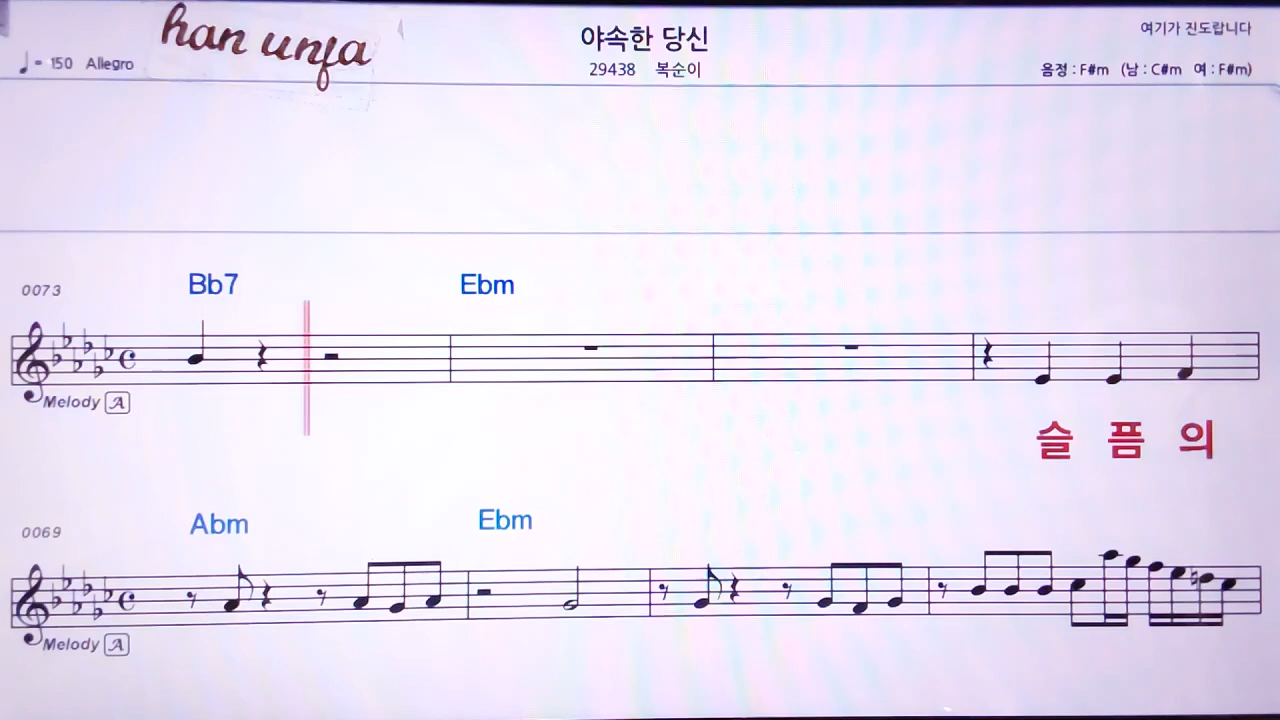 han unfa
야속한 당신
여기가 진도랍니다
♩= 150 Allegro
29438 복순이
음정 : F#m (남 : C#m 여 : F#m)
0073
Bb7 Ebm
Melody A
슬 픔 의
0069
Abm Ebm
Melody A